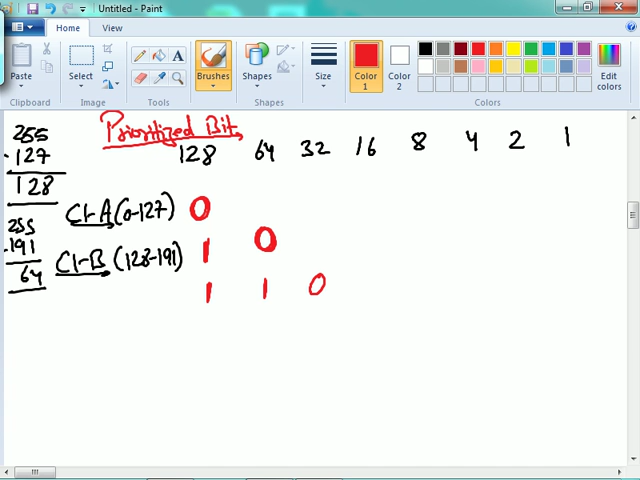 Untitled - Paint
Home View
Paste Select Brushes Shapes Size Color 1 Color 2 Edit colors
Clipboard Image Tools Colors
Prioritized Bit
128 64 32 16 8 4 2 1
255
-127
128
Cl-A (0-127) 0
255
-191
64
Cl-B (128-191) 1 0
1 1 0